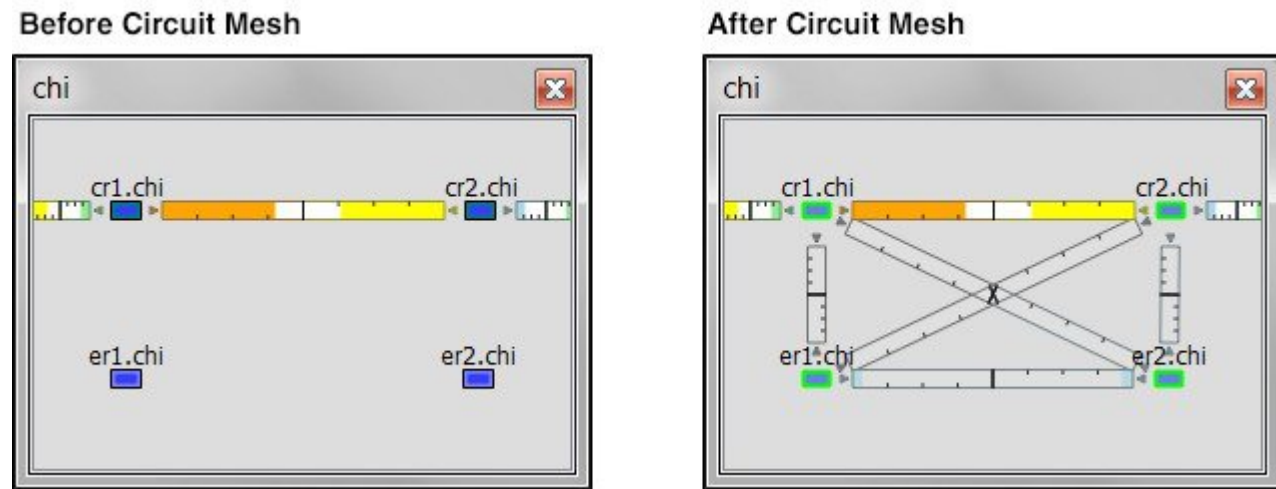 Before Circuit Mesh
After Circuit Mesh
chi
chi
cr1.chi
cr2.chi
cr1.chi
cr2.chi
er1.chi
er2.chi
er1.chi
er2.chi